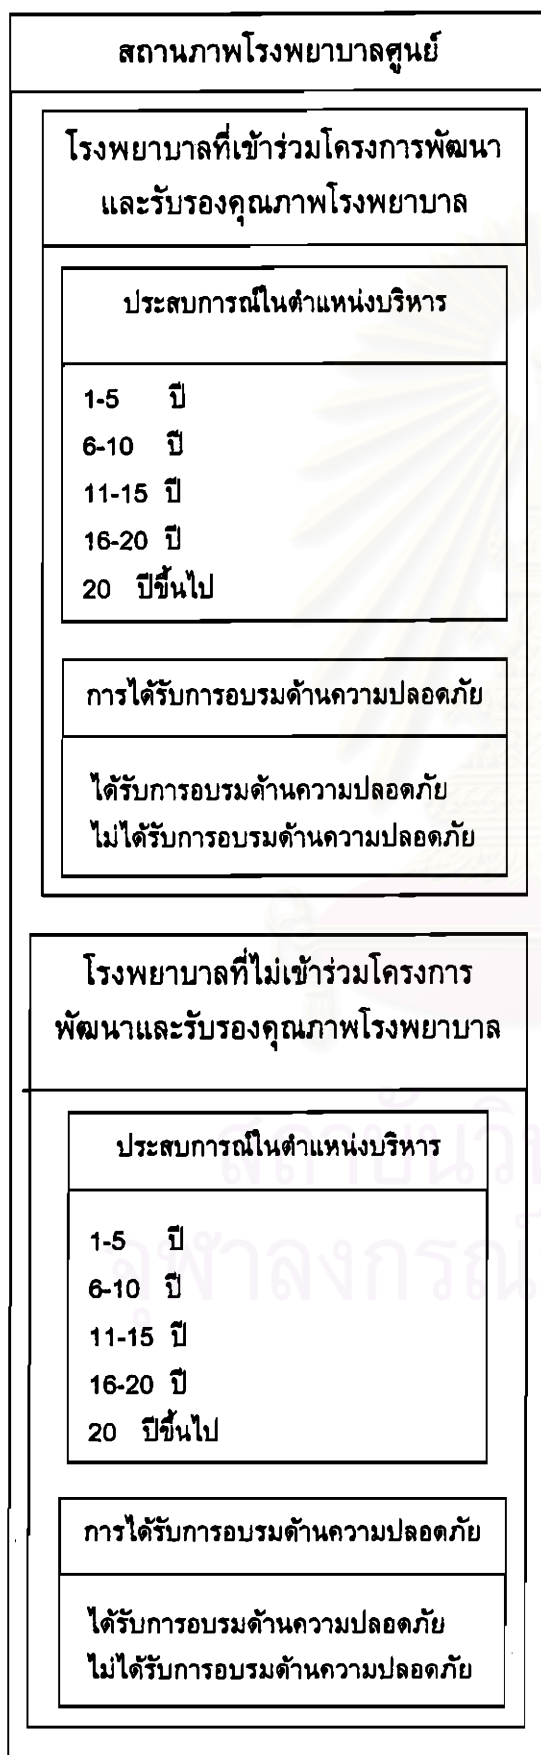 สถานภาพโรงพยาบาลศูนย์
โรงพยาบาลที่เข้าร่วมโครงการพัฒนา
และรับรองคุณภาพโรงพยาบาล
ประสบการณ์ในตำแหน่งบริหาร
1-5 ปี
6-10 ปี
11-15 ปี
16-20 ปี
20 ปีขึ้นไป
การได้รับการอบรมด้านความปลอดภัย
ได้รับการอบรมด้านความปลอดภัย
ไม่ได้รับการอบรมด้านความปลอดภัย
โรงพยาบาลที่ไม่เข้าร่วมโครงการ
พัฒนาและรับรองคุณภาพโรงพยาบาล
ประสบการณ์ในตำแหน่งบริหาร
1-5 ปี
6-10 ปี
11-15 ปี
16-20 ปี
20 ปีขึ้นไป
การได้รับการอบรมด้านความปลอดภัย
ได้รับการอบรมด้านความปลอดภัย
ไม่ได้รับการอบรมด้านความปลอดภัย